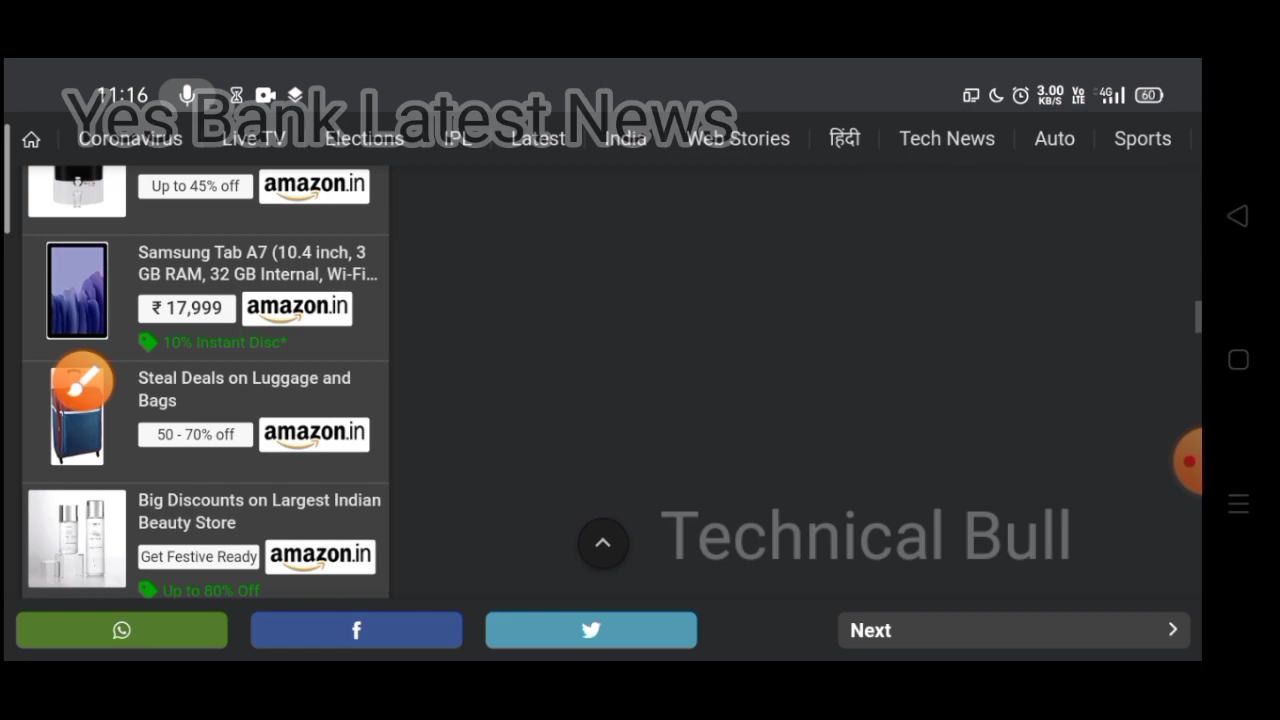 11:16
3.00 KB/S
Vo LTE
4G
60
Yes Bank Latest News
Coronavirus Live TV Elections IPL Latest India Web Stories हिंदी Tech News Auto Sports
Up to 45% off amazon.in
Samsung Tab A7 (10.4 inch, 3
GB RAM, 32 GB Internal, Wi-Fi...
₹ 17,999 amazon.in
10% Instant Disc*
Steal Deals on Luggage and
Bags
50 - 70% off amazon.in
Big Discounts on Largest Indian
Beauty Store
Get Festive Ready amazon.in
Up to 80% Off
Technical Bull
f
Next